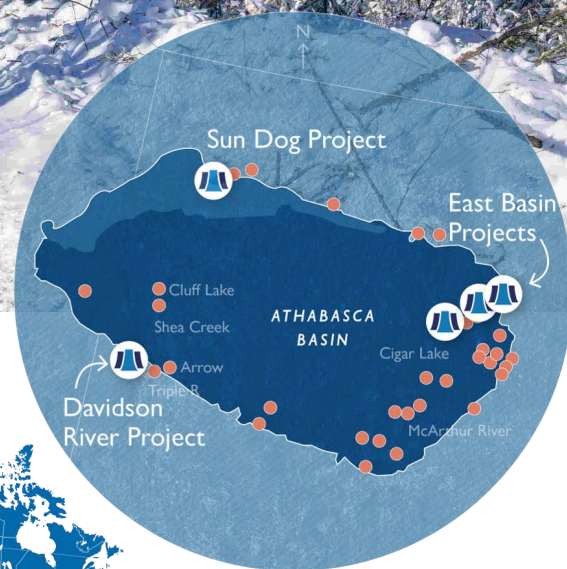 N
Sun Dog Project
East Basin
Projects
Cluff Lake
Shea Creek
ATHABASCA
BASIN
Cigar Lake
Arrow
Triple R
Davidson
River Project
McArthur River